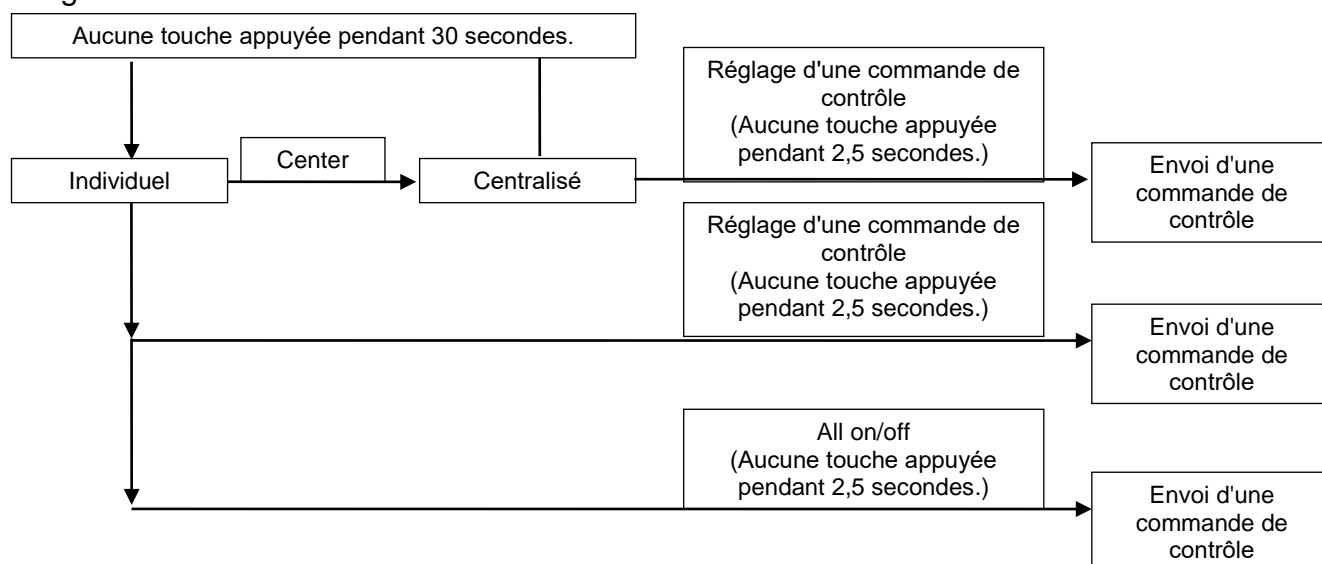 Aucune touche appuyée pendant 30 secondes.
Réglage d'une commande de
contrôle
(Aucune touche appuyée
pendant 2,5 secondes.)
Individuel
Center
Centralisé
Envoi d'une
commande de
contrôle
Réglage d'une commande de
contrôle
(Aucune touche appuyée
pendant 2,5 secondes.)
Envoi d'une
commande de
contrôle
All on/off
(Aucune touche appuyée
pendant 2,5 secondes.)
Envoi d'une
commande de
contrôle